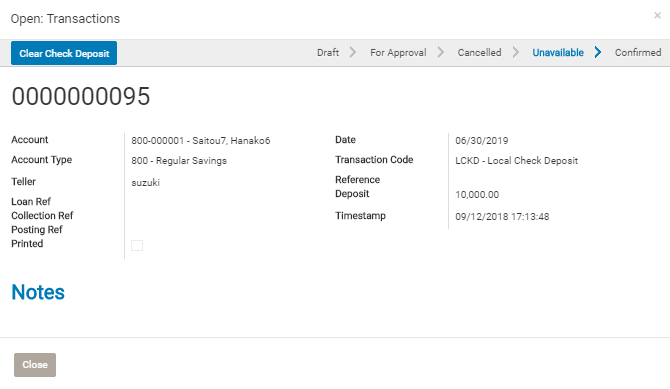 Open: Transactions
×
Clear Check Deposit
Draft
For Approval
Cancelled
Unavailable
Confirmed
0000000095
Account 800-000001 - Saitou7, Hanako6
Account Type 800 - Regular Savings
Teller suzuki
Loan Ref
Collection Ref
Posting Ref
Printed
Date 06/30/2019
Transaction Code LCKD - Local Check Deposit
Reference
Deposit 10,000.00
Timestamp 09/12/2018 17:13:48
Notes
Close